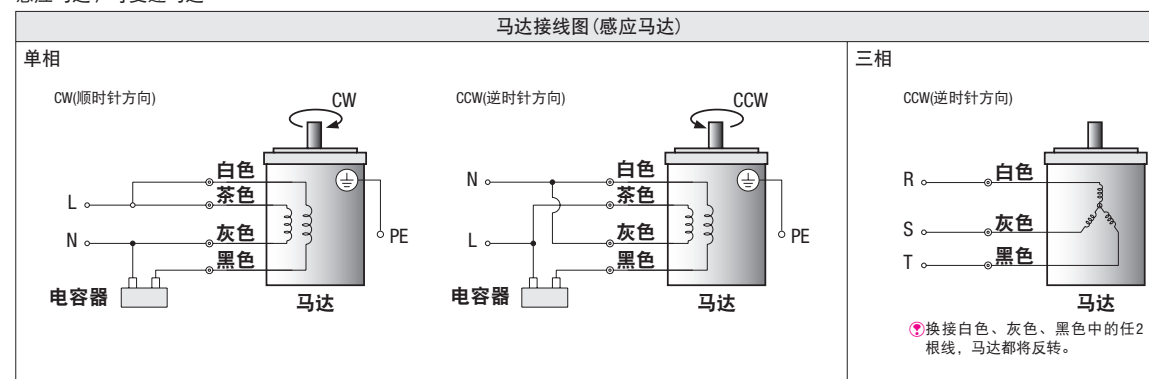 马达接线图(感应马达)
单相
CW(顺时针方向)
CW
白色
茶色
灰色
黑色
L
N
PE
电容器
马达
CCW(逆时针方向)
CCW
N
L
白色
茶色
灰色
黑色
PE
电容器
马达
三相
CCW(逆时针方向)
R
S
T
白色
灰色
黑色
马达
换接白色、灰色、黑色中的任2
根线，马达都将反转。